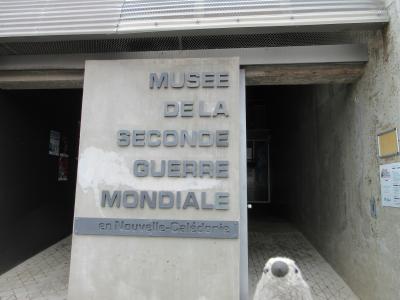 MUSEE
DE LA
SECONDE
GUERRE
MONDIALE
en Nouvelle-Calédonie